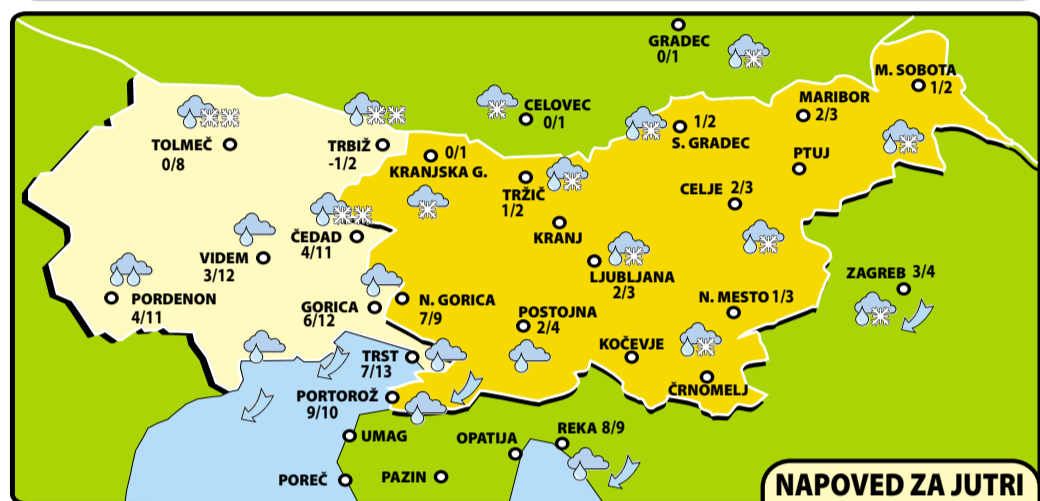 GRADEC
0/1
M. SOBOTA
1/2
MARIBOR
2/3
CELOVEC
0/1
1/2
S. GRADEC
TOLMEČ
0/8
TRBIŽ
-1/2
0/1
KRANJSKA G.
PTUJ
TRŽIČ
1/2
CELJE 2/3
KRANJ
ČEDAD
4/11
VIDEM
3/12
LJUBLJANA
2/3
ZAGREB 3/4
PORDENON
4/11
GORICA
6/12
N. GORICA
7/9
POSTOJNA
2/4
N. MESTO 1/3
KOČEVJE
TRST
7/13
ČRNOMELJ
PORTOROŽ
9/10
UMAG
OPATIJA
REKA 8/9
POREČ
PAZIN
NAPOVED ZA JUTRI